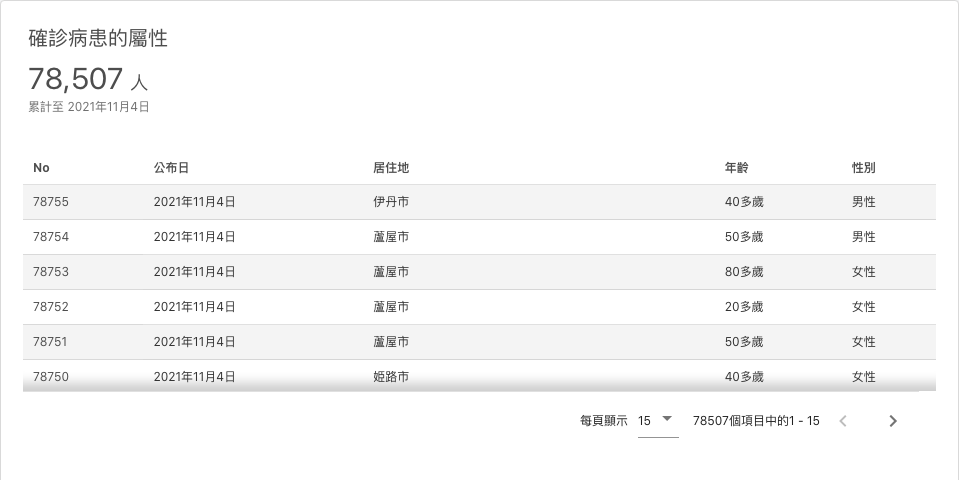 確診病患的屬性
78,507 人
累計至 2021年11月4日
No 公布日 居住地 年齡 性別
78755 2021年11月4日 伊丹市 40多歲 男性
78754 2021年11月4日 蘆屋市 50多歲 男性
78753 2021年11月4日 蘆屋市 80多歲 女性
78752 2021年11月4日 蘆屋市 20多歲 女性
78751 2021年11月4日 蘆屋市 50多歲 女性
78750 2021年11月4日 姫路市 40多歲 女性
每頁顯示 15 78507個項目中的1 - 15